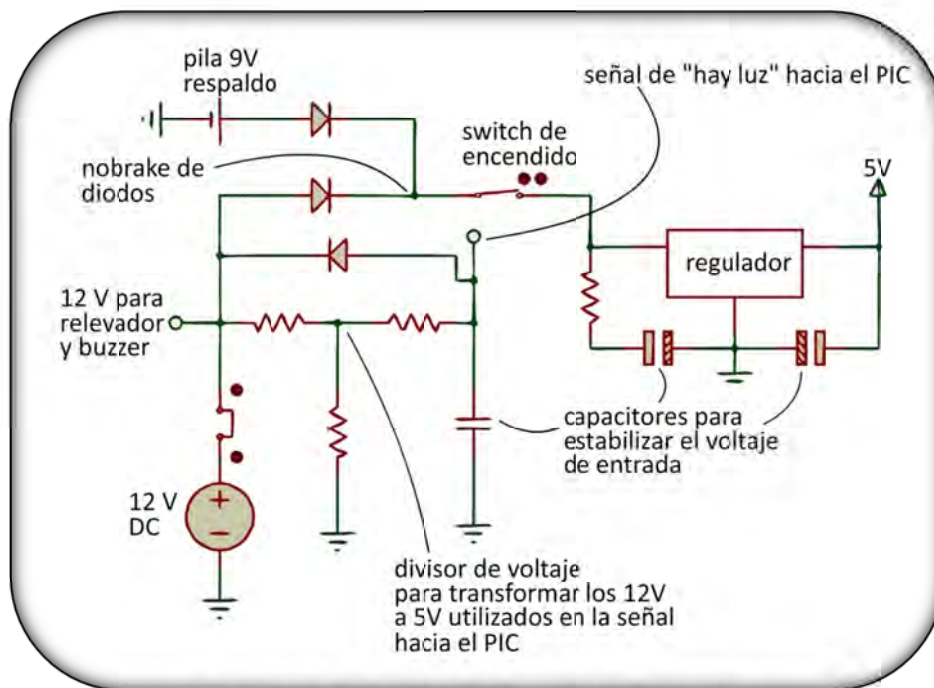 pila 9V
respaldo
señal de "hay luz" hacia el PIC
switch de
encendido
nobrake de
diodos
5V
regulador
12 V para
relevador
y buzzer
capacitores para
estabilizar el voltaje
de entrada
12 V
DC
divisor de voltaje
para transformar los 12V
a 5V utilizados en la señal
hacia el PIC